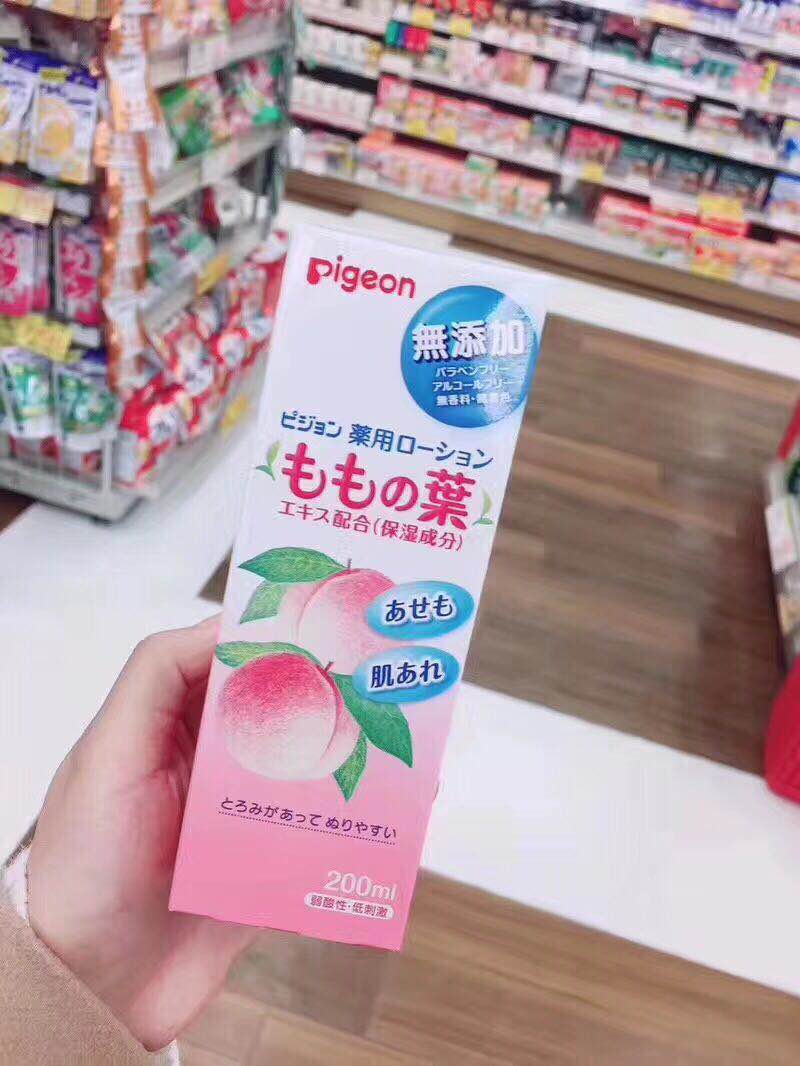 Pigeon
無添加
パラベンフリー
アルコールフリー
無香料・無着色
ピジョン 薬用ローション
ももの葉
エキス配合(保湿成分)
あせも
肌あれ
とろみがあって ぬりやすい
200ml
弱酸性・低刺激